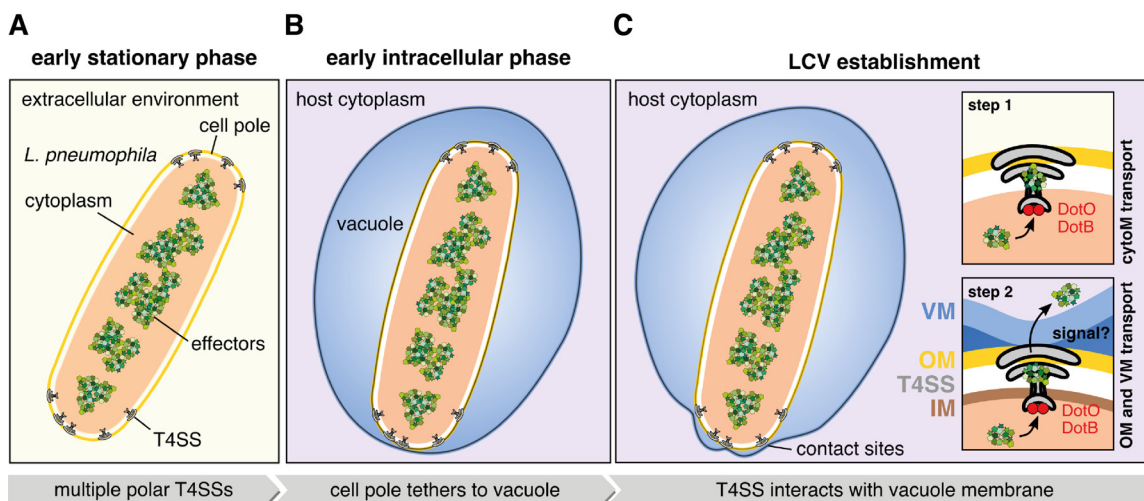 A
early stationary phase
extracellular environment
cell pole
L. pneumophila
cytoplasm
effectors
T4SS
multiple polar T4SSs
B
early intracellular phase
host cytoplasm
vacuole
cell pole tethers to vacuole
C
LCV establishment
host cytoplasm
contact sites
step 1
DotO
DotB
cytoM transport
step 2
signal?
VM
OM
T4SS
IM
DotO
DotB
OM and VM transport
T4SS interacts with vacuole membrane